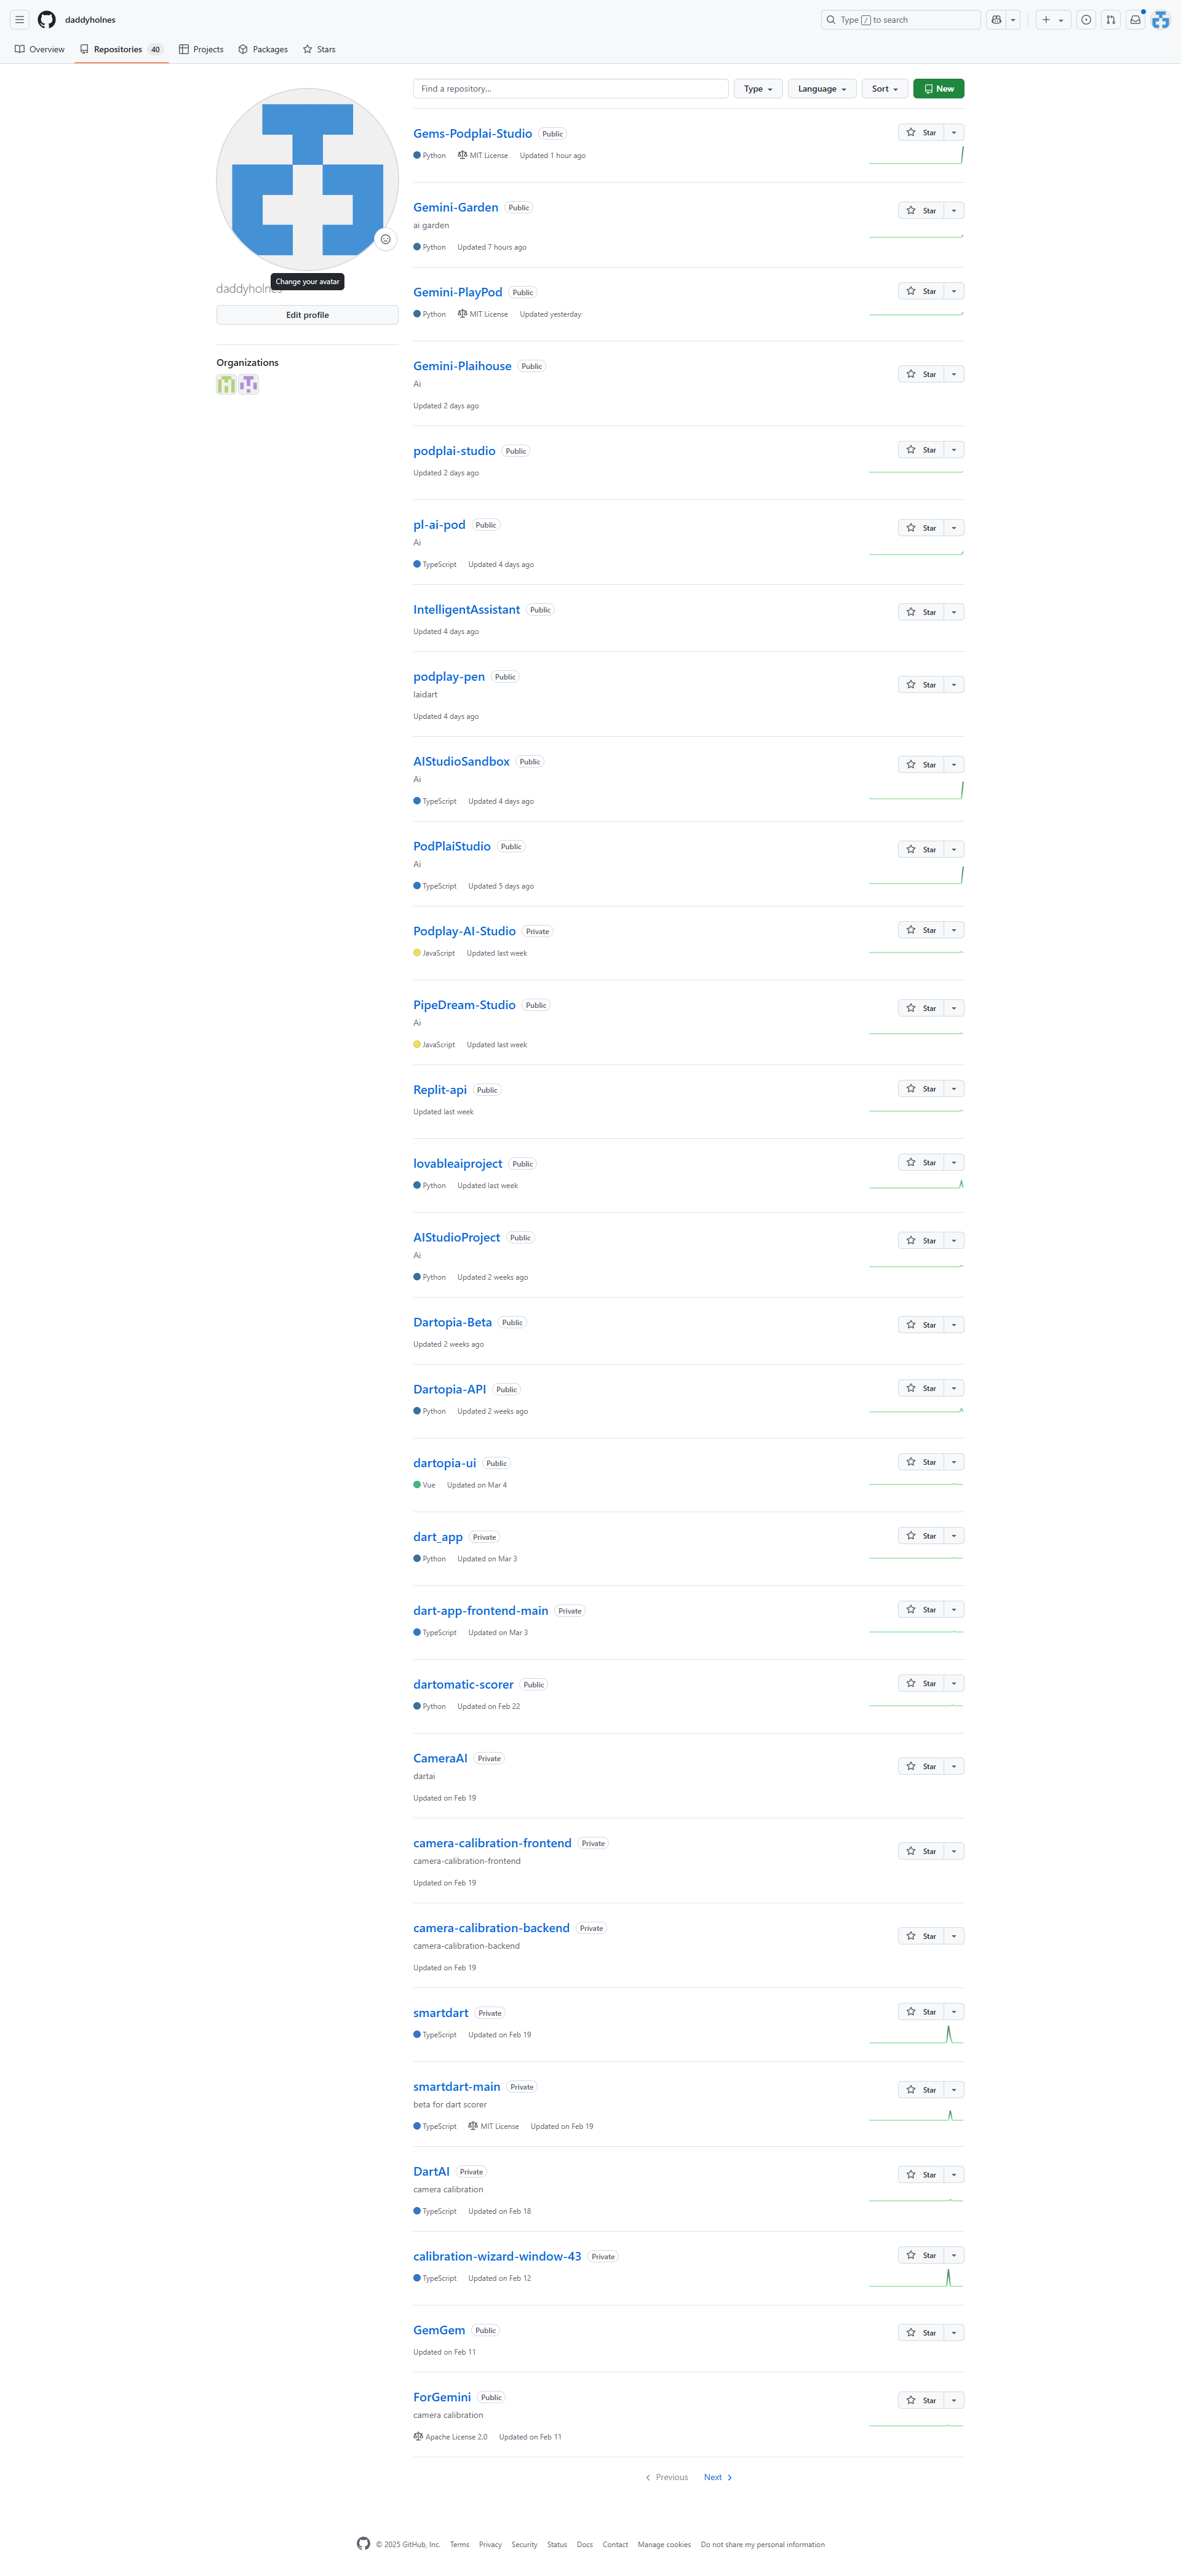 daddyholnes
Type / to search
Overview
Repositories 40
Projects
Packages
Stars
Change your avatar
Edit profile
Organizations
Find a repository...
Type
Language
Sort
New
Gems-Podplai-Studio Public
Star
Python MIT License Updated 1 hour ago
Gemini-Garden Public
Star
ai garden
Python Updated 7 hours ago
Gemini-PlayPod Public
Star
Python MIT License Updated yesterday
Gemini-Plaihouse Public
Star
Ai
Updated 2 days ago
podplai-studio Public
Star
Updated 2 days ago
pl-ai-pod Public
Star
Ai
TypeScript Updated 4 days ago
IntelligentAssistant Public
Star
Updated 4 days ago
podplay-pen Public
Star
laidart
Updated 4 days ago
AIStudioSandbox Public
Star
Ai
TypeScript Updated 4 days ago
PodPlaiStudio Public
Star
Ai
TypeScript Updated 5 days ago
Podplay-AI-Studio Private
Star
JavaScript Updated last week
PipeDream-Studio Public
Star
Ai
JavaScript Updated last week
Replit-api Public
Star
Updated last week
lovableaiproject Public
Star
Python Updated last week
AIStudioProject Public
Star
Ai
Python Updated 2 weeks ago
Dartopia-Beta Public
Star
Updated 2 weeks ago
Dartopia-API Public
Star
Python Updated 2 weeks ago
dartopia-ui Public
Star
Vue Updated on Mar 4
dart_app Private
Star
Python Updated on Mar 3
dart-app-frontend-main Private
Star
TypeScript Updated on Mar 3
dartomatic-scorer Public
Star
Python Updated on Feb 22
CameraAI Private
Star
dartai
Updated on Feb 19
camera-calibration-frontend Private
Star
camera-calibration-frontend
Updated on Feb 19
camera-calibration-backend Private
Star
camera-calibration-backend
Updated on Feb 19
smartdart Private
Star
TypeScript Updated on Feb 19
smartdart-main Private
Star
beta for dart scorer
TypeScript MIT License Updated on Feb 19
DartAI Private
Star
camera calibration
TypeScript Updated on Feb 18
calibration-wizard-window-43 Private
Star
TypeScript Updated on Feb 12
GemGem Public
Star
Updated on Feb 11
ForGemini Public
Star
camera calibration
Apache License 2.0 Updated on Feb 11
Previous Next
© 2025 GitHub, Inc. Terms Privacy Security Status Docs Contact Manage cookies Do not share my personal information